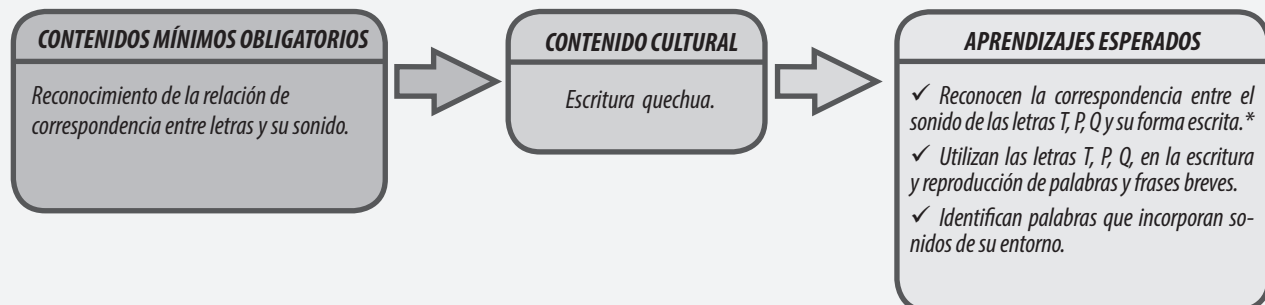 CONTENIDOS MÍNIMOS OBLIGATORIOS
Reconocimiento de la relación de
correspondencia entre letras y su sonido.
CONTENIDO CULTURAL
Escritura quechua.
APRENDIZAJES ESPERADOS
✓ Reconocen la correspondencia entre el
sonido de las letras T, P, Q y su forma escrita.*
✓ Utilizan las letras T, P, Q, en la escritura
y reproducción de palabras y frases breves.
✓ Identifican palabras que incorporan so-
nidos de su entorno.